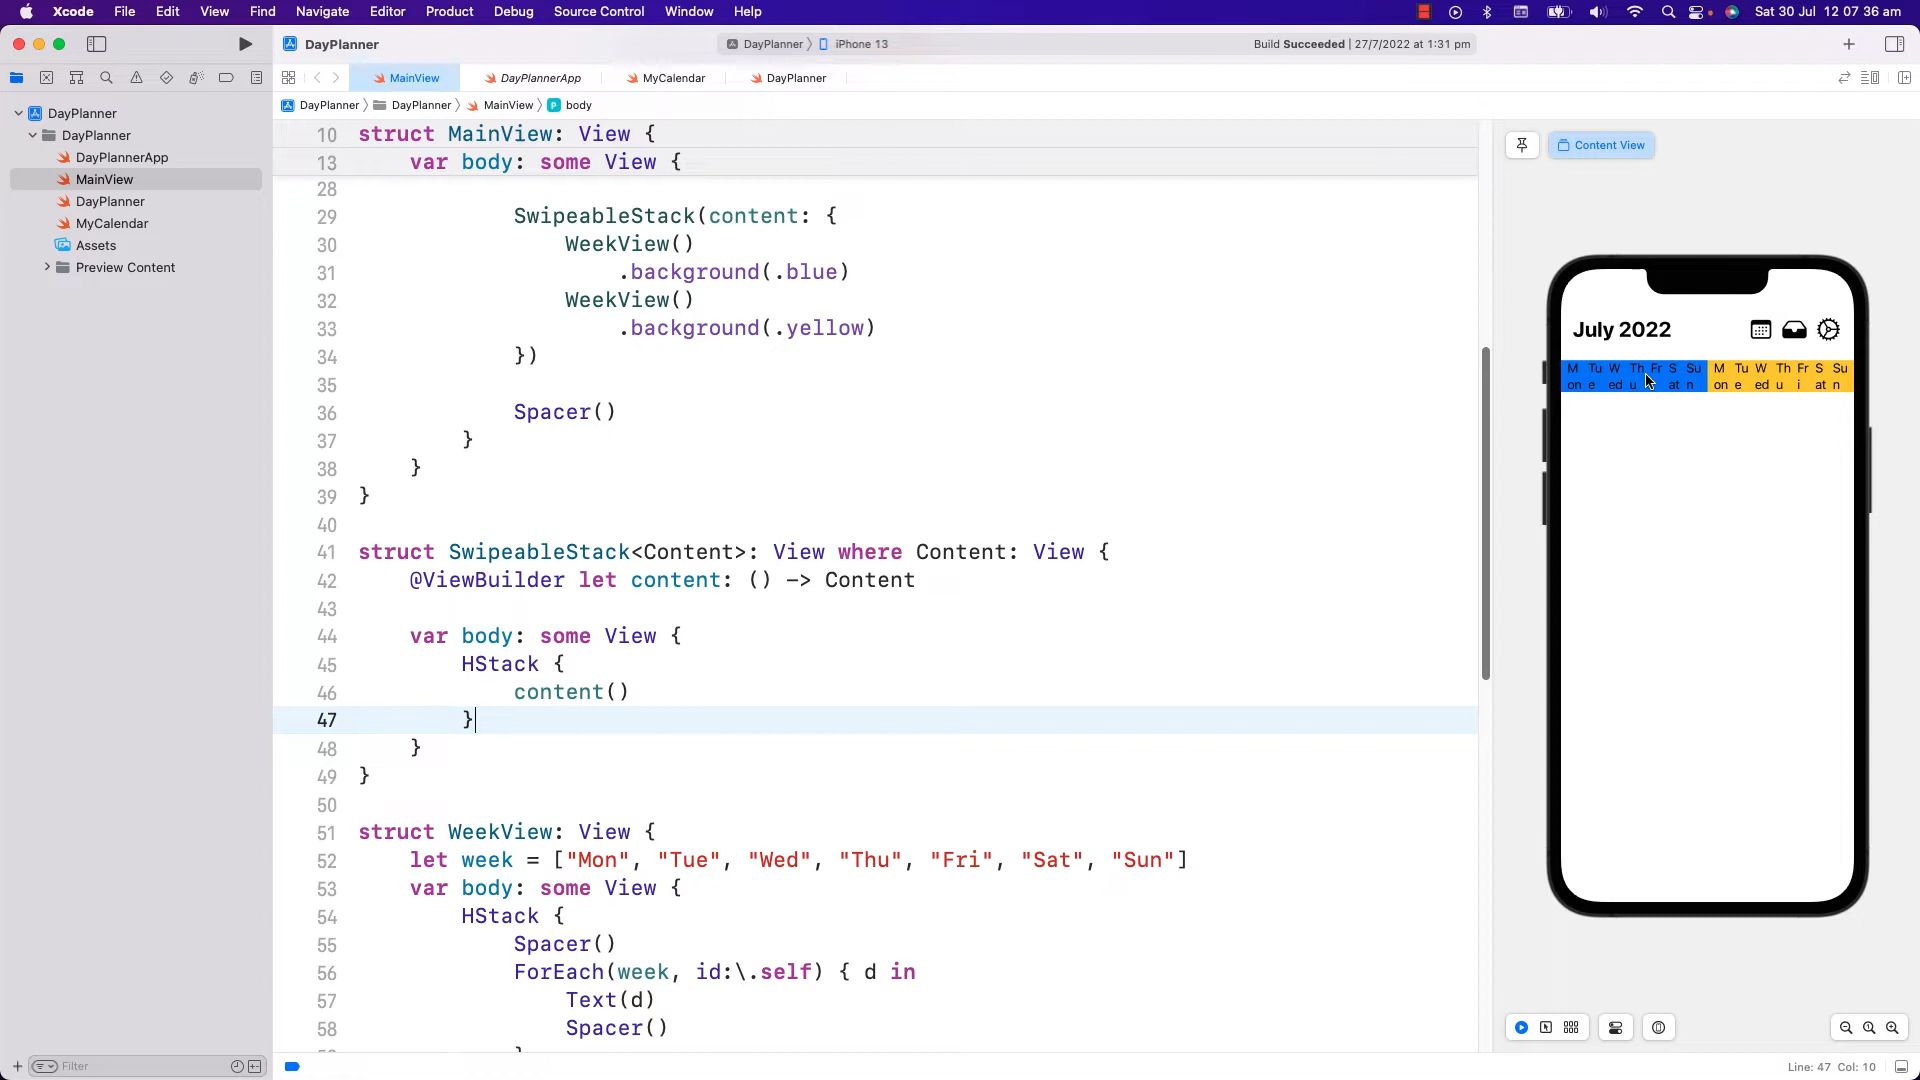 Xcode File Edit View Find Navigate Editor Product Debug Source Control Window Help Sat 30 Jul 12 07 36 am
DayPlanner DayPlanner iPhone 13 Build Succeeded | 27/7/2022 at 1:31 pm
MainView DayPlannerApp MyCalendar DayPlanner
DayPlanner DayPlanner MainView body
DayPlanner
DayPlanner
DayPlannerApp
MainView
DayPlanner
MyCalendar
Assets
Preview Content
Filter
10 struct MainView: View {
13 var body: some View {
28
29 SwipeableStack(content: {
30 WeekView()
31 .background(.blue)
32 WeekView()
33 .background(.yellow)
34 })
35
36 Spacer()
37 }
38 }
39 }
40
41 struct SwipeableStack<Content>: View where Content: View {
42 @ViewBuilder let content: () -> Content
43
44 var body: some View {
45 HStack {
46 content()
47 }
48 }
49 }
50
51 struct WeekView: View {
52 let week = ["Mon", "Tue", "Wed", "Thu", "Fri", "Sat", "Sun"]
53 var body: some View {
54 HStack {
55 Spacer()
56 ForEach(week, id:\.self) { d in
57 Text(d)
58 Spacer()
Content View
July 2022
M Tu W Th Fr S Su M Tu W Th Fr S Su
on e ed u at n on e ed u i at n
Line: 47 Col: 10